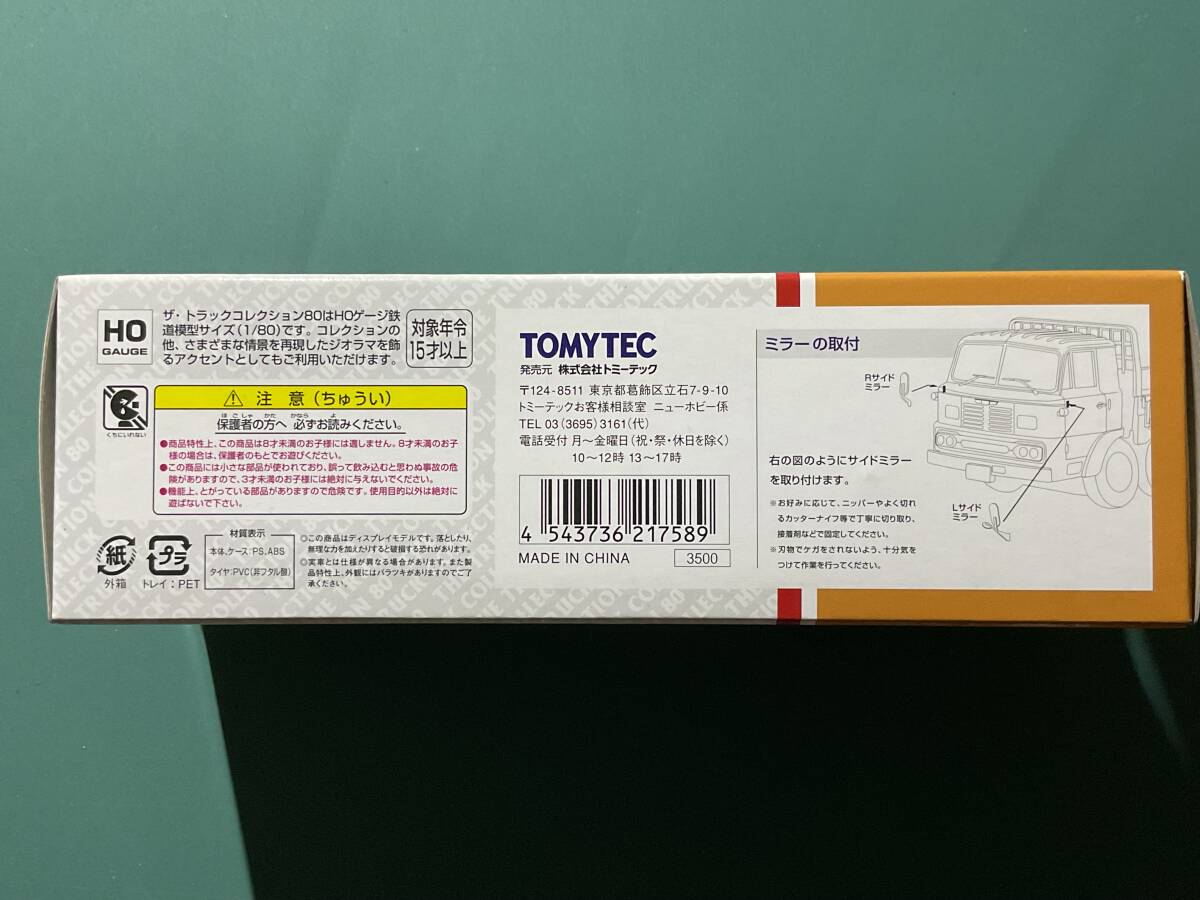 HO
GAUGE
ザ・トラックコレクション80はHOゲージ鉄
道模型サイズ(1/80)です。コレクションの
他、さまざまな情景を再現したジオラマを飾
るアクセントとしてもご利用いただけます。
対象年令
15才以上
くちにいれない
注意(ちゅうい)
ほごしゃ かた かなら よ
保護者の方へ 必ずお読みください。
●商品特性上、この商品は8才未満のお子様には適しません。8才未満のお子
様の場合は、保護者のもとでお遊びください。
●この商品には小さな部品が使われており、誤って飲み込むと思わぬ事故の危
険がありますので、3才未満のお子様には絶対に与えないでください。
●機能上、とがっている部品がありますので危険です。使用目的以外は絶対に
遊ばないで下さい。
紙
外箱
プラ
トレイ:PET
材質表示
本体、ケース:PS、ABS
タイヤ:PVC(非フタル酸)
◎この商品はディスプレイモデルです。落としたり、
無理な力を加えたりすると破損する恐れがあります。
◎実車とは仕様が異なる場合があります。また製
品特性上、外観にはバラツキがありますのでご了
承ください。
TOMYTEC
発売元 株式会社トミーテック
〒124-8511 東京都葛飾区立石7-9-10
トミーテックお客様相談室 ニューホビー係
TEL 03(3695)3161(代)
電話受付 月〜金曜日(祝・祭・休日を除く)
10〜12時 13〜17時
4 543736 217589
MADE IN CHINA
3500
ミラーの取付
Rサイド
ミラー
右の図のようにサイドミラー
を取り付けます。
※お好みに応じて、ニッパーやよく切れ
るカッターナイフ等で丁寧に切り取り、
接着剤などで固定してください。
※刃物でケガをされないよう、十分気を
つけて作業を行ってください。
Lサイド
ミラー